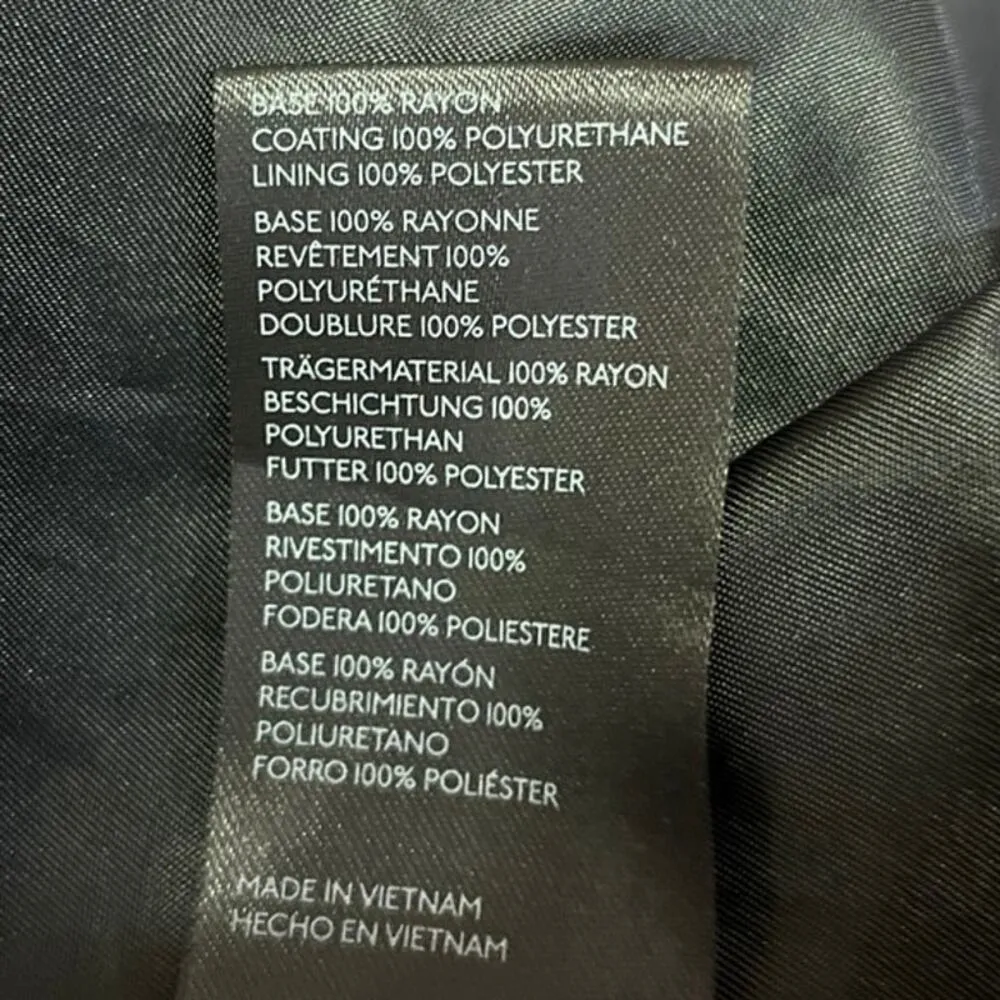 BASE 100% RAYON
COATING 100% POLYURETHANE
LINING 100% POLYESTER
BASE 100% RAYONNE
REVÊTEMENT 100%
POLYURÉTHANE
DOUBLURE 100% POLYESTER
TRÄGERMATERIAL 100% RAYON
BESCHICHTUNG 100%
POLYURETHAN
FUTTER 100% POLYESTER
BASE 100% RAYON
RIVESTIMENTO 100%
POLIURETANO
FODERA 100% POLIESTERE
BASE 100% RAYÓN
RECUBRIMIENTO 100%
POLIURETANO
FORRO 100% POLIÉSTER
MADE IN VIETNAM
HECHO EN VIETNAM